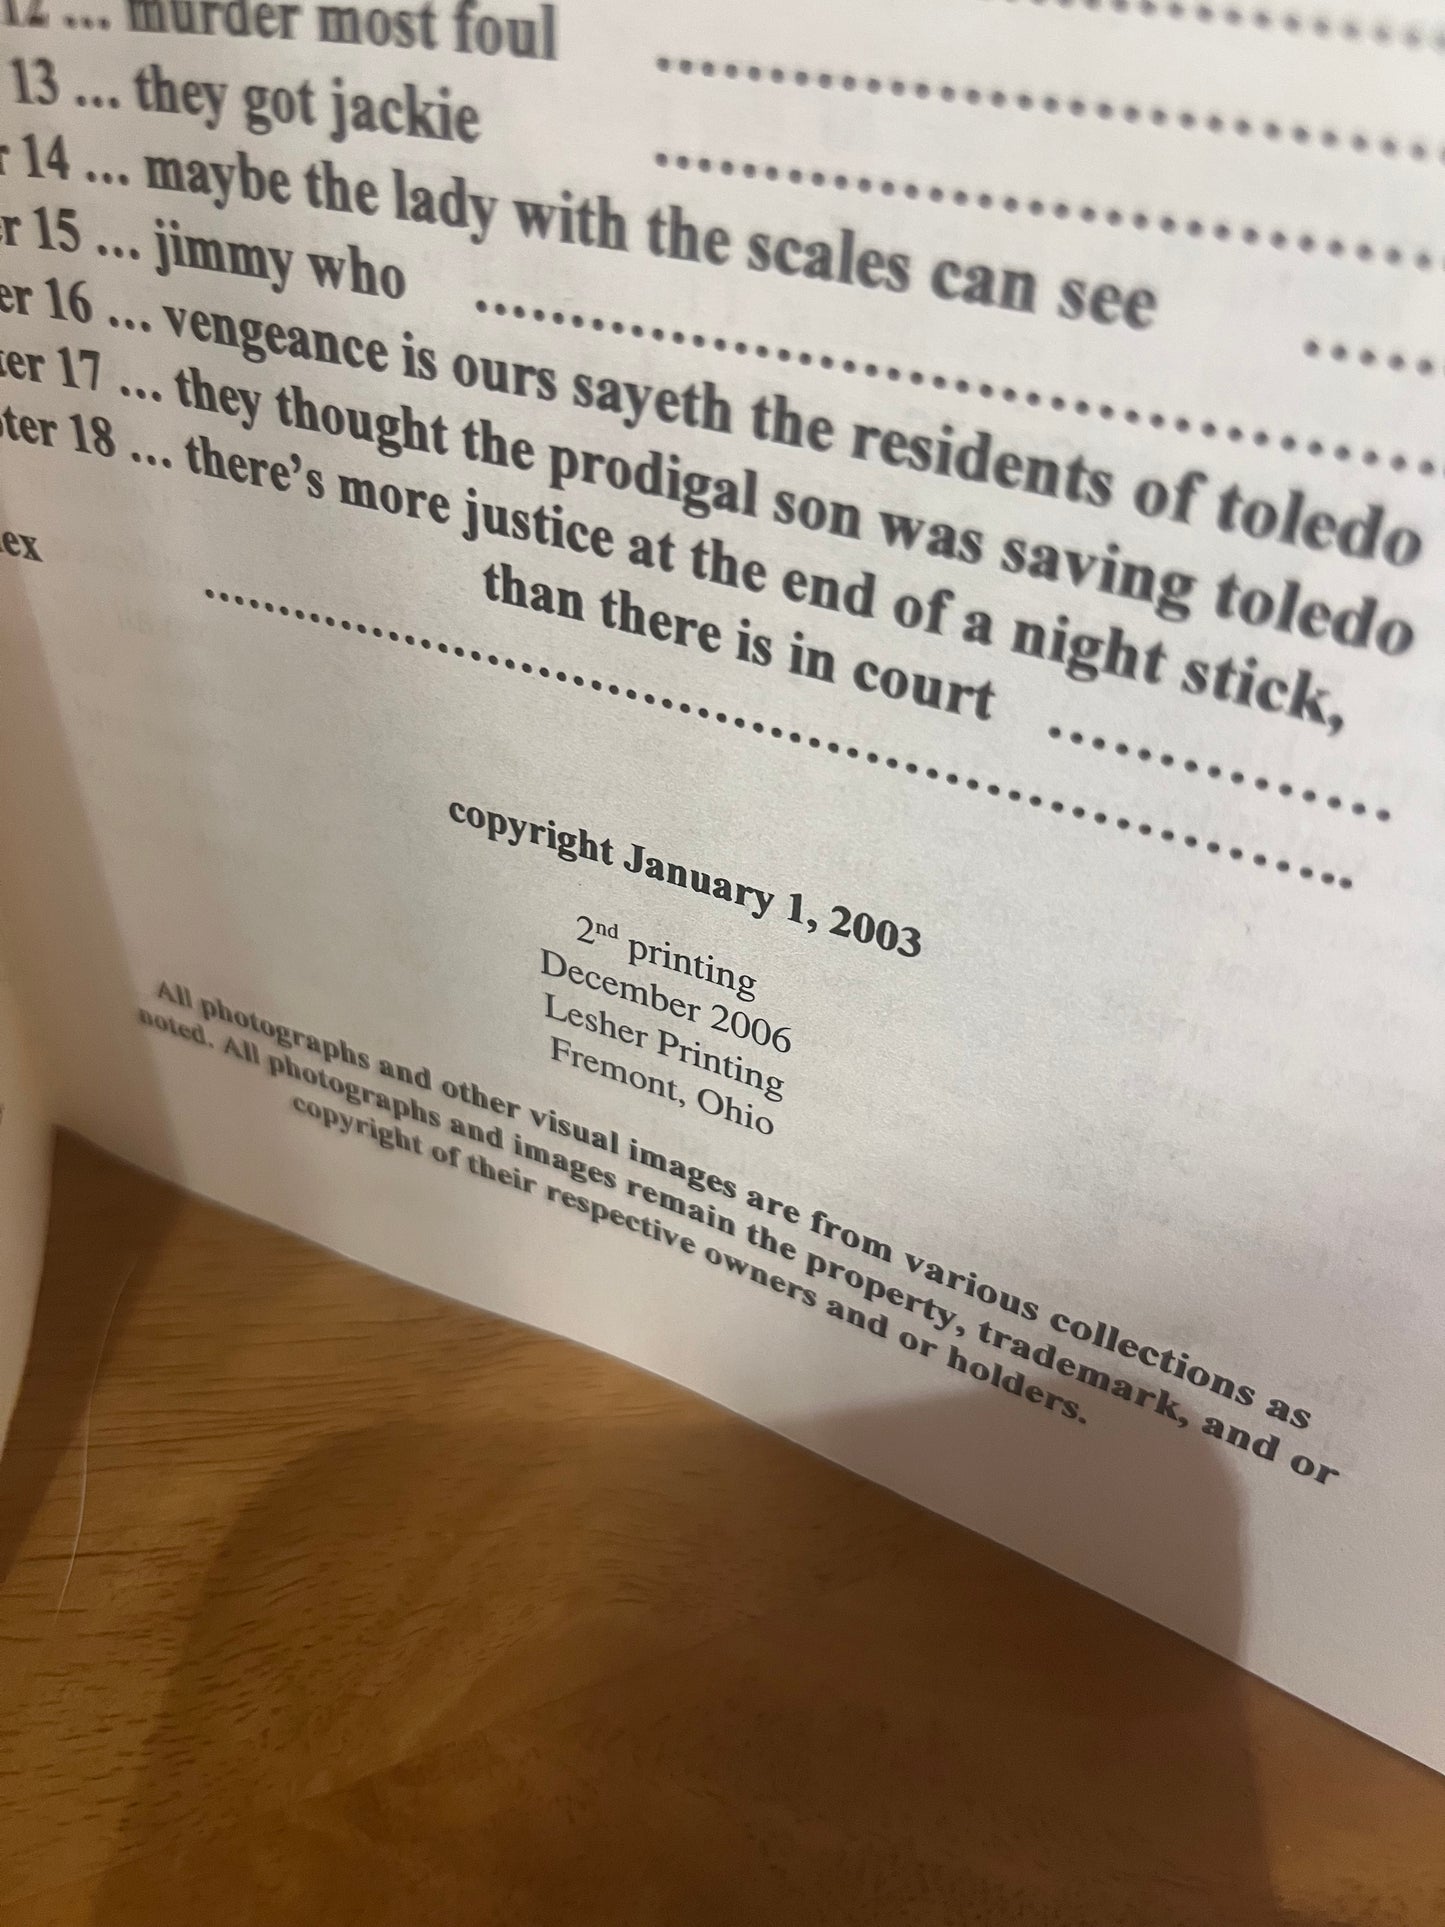 12 ... murder most foul ................................
13 ... they got jackie ................................
r 14 ... maybe the lady with the scales can see .....
er 15 ... jimmy who ................................
er 16 ... vengeance is ours sayeth the residents of toledo
ter 17 ... they thought the prodigal son was saving toledo
pter 18 ... there's more justice at the end of a night stick,
than there is in court ...............
ex ................................
copyright January 1, 2003
2nd printing
December 2006
Lesher Printing
Fremont, Ohio
All photographs and other visual images are from various collections as
noted. All photographs and images remain the property, trademark, and or
copyright of their respective owners and or holders.